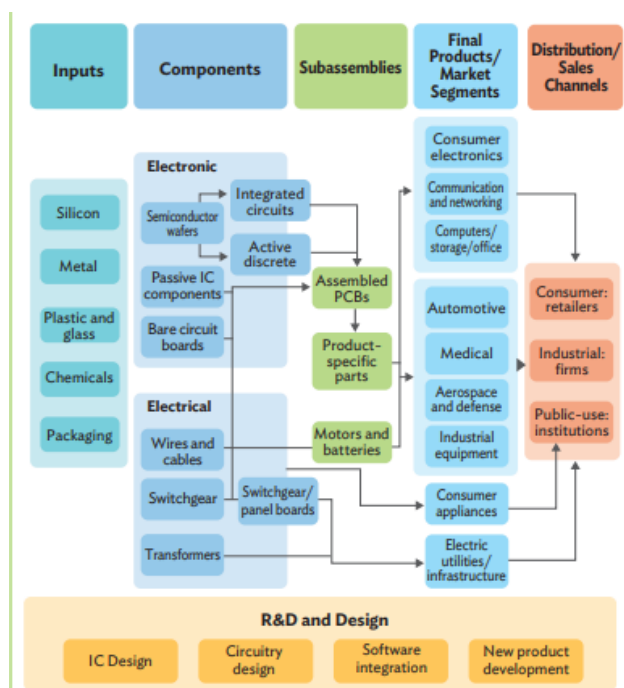 Inputs
Components
Subassemblies
Final
Products/
Market
Segments
Distribution/
Sales
Channels
Silicon
Metal
Plastic and
glass
Chemicals
Packaging
Electronic
Semiconductor
wafers
Integrated
circuits
Active
discrete
Passive IC
components
Bare circuit
boards
Electrical
Wires and
cables
Switchgear
Switchgear/
panel boards
Transformers
Assembled
PCBs
Product-
specific
parts
Motors and
batteries
Consumer
electronics
Communication
and networking
Computers/
storage/office
Automotive
Medical
Aerospace
and defense
Industrial
equipment
Consumer
appliances
Electric
utilities/
infrastructure
Consumer:
retailers
Industrial:
firms
Public-use:
institutions
R&D and Design
IC Design
Circuitry
design
Software
integration
New product
development